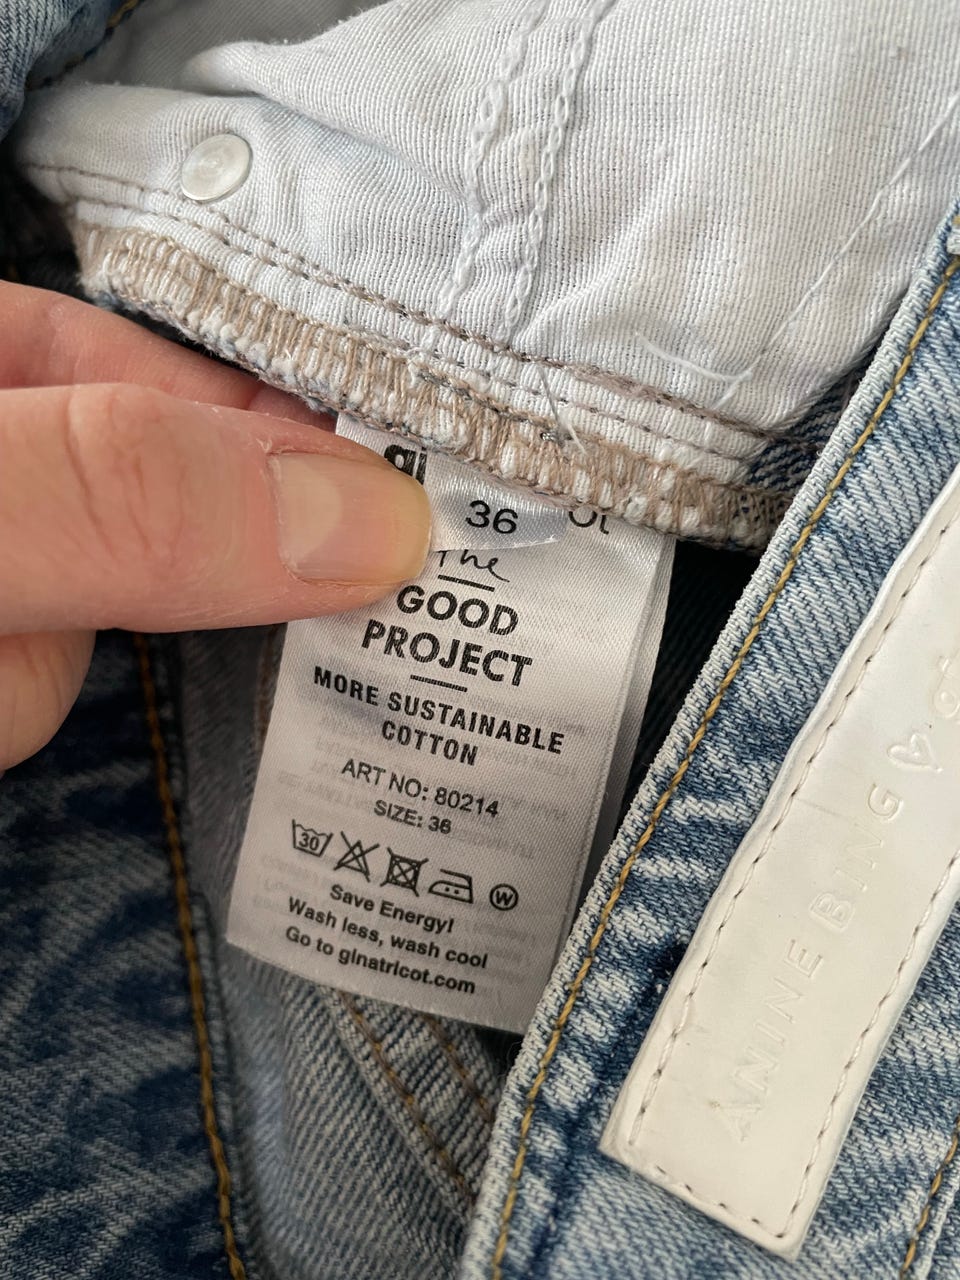 36
The
GOOD
PROJECT
MORE SUSTAINABLE
COTTON
ART NO: 80214
SIZE: 36
30
W
Save Energy!
Wash less, wash cool
Go to ginatricot.com
ANINE BING